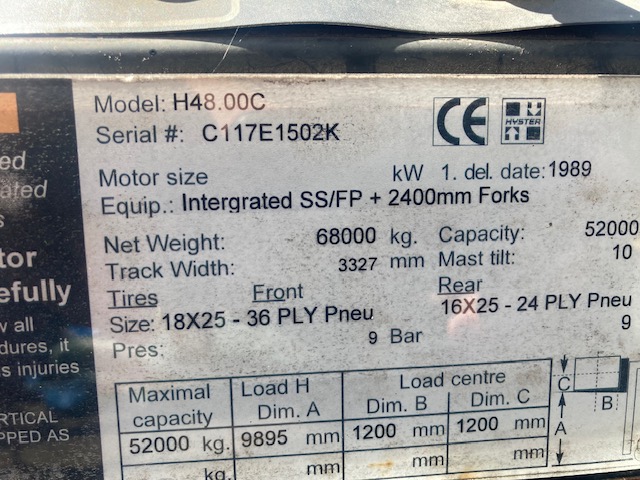 Model: H48.00C
Serial #: C117E1502K
CE HYSTER
Motor size kW 1. del. date: 1989
Equip.: Intergrated SS/FP + 2400mm Forks
Net Weight: 68000 kg. Capacity: 52000
Track Width: 3327 mm Mast tilt: 10
Tires Front Rear
Size: 18X25 - 36 PLY Pneu 16X25 - 24 PLY Pneu
Pres: 9 Bar 9
Maximal capacity Load H Dim. A Load centre Dim. B Dim. C
52000 kg. 9895 mm 1200 mm 1200 mm
kg. mm mm mm
C
B
A
ed
ated
s
tor
efully
w all
dures, it
s injuries
RTICAL
PPED AS